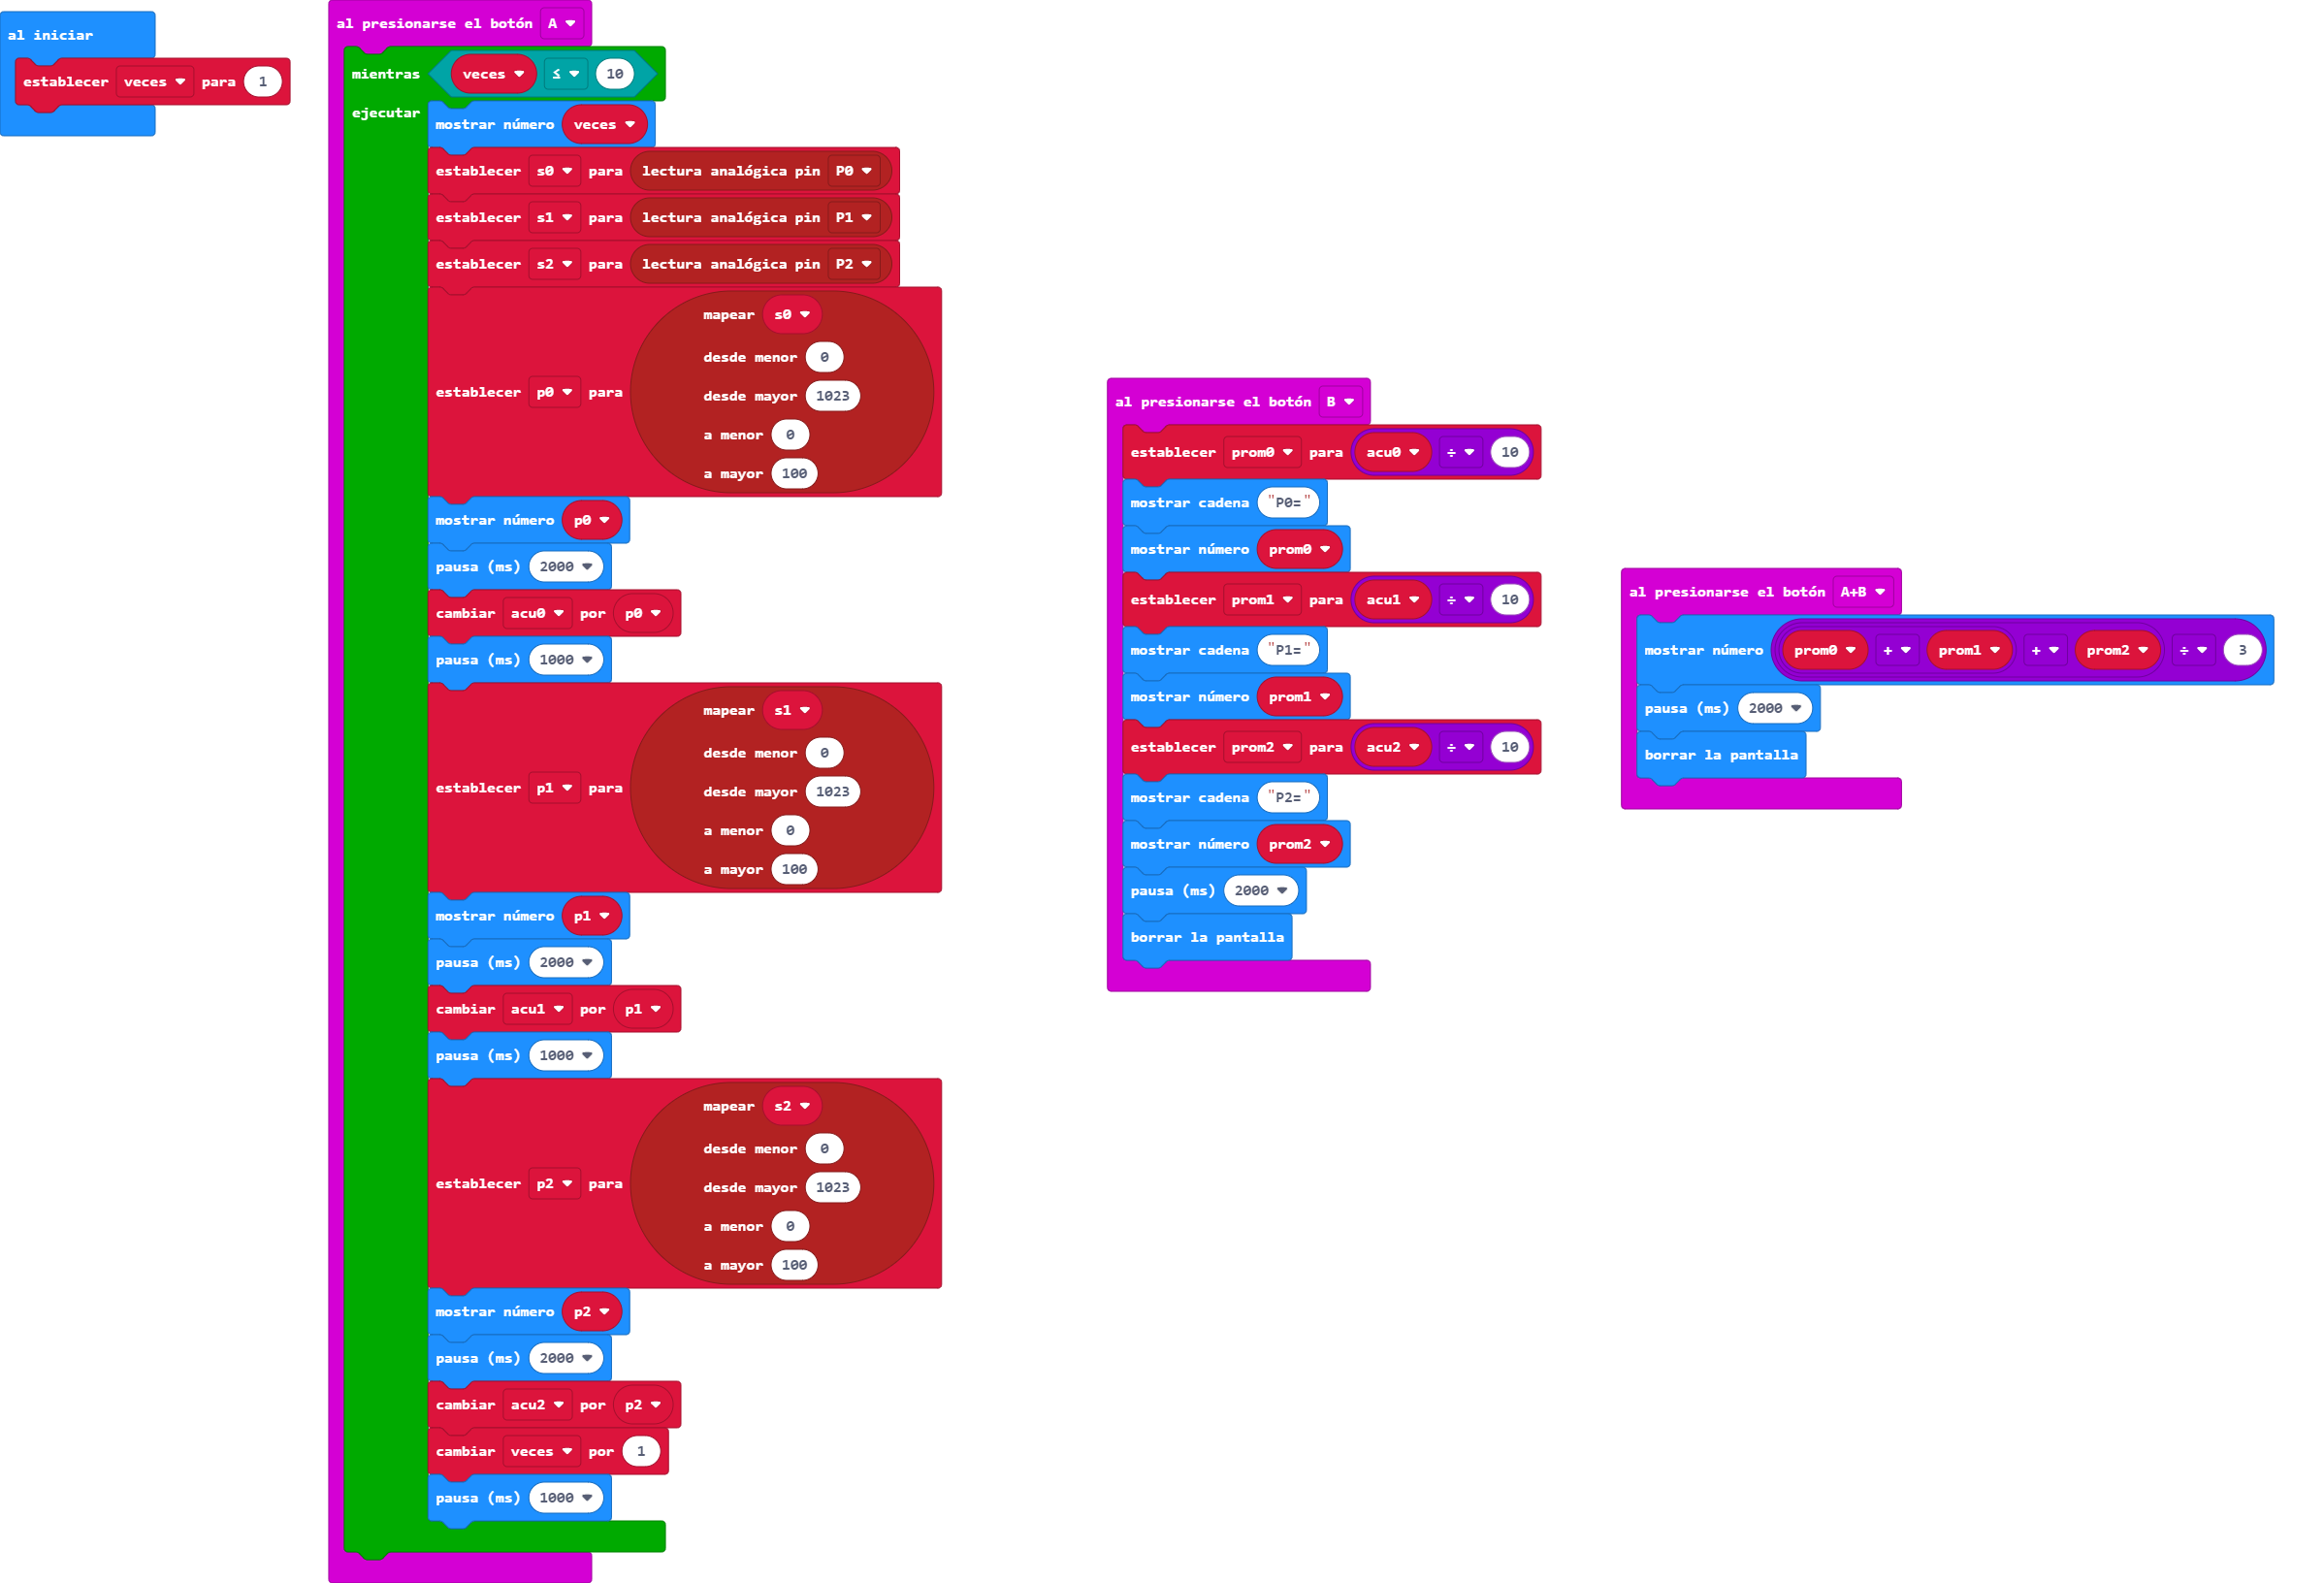 al iniciar
establecer veces para 1
al presionarse el botón A
mientras veces ≤ 10
ejecutar
mostrar número veces
establecer s0 para lectura analógica pin P0
establecer s1 para lectura analógica pin P1
establecer s2 para lectura analógica pin P2
establecer p0 para
mapear s0
desde menor 0
desde mayor 1023
a menor 0
a mayor 100
mostrar número p0
pausa (ms) 2000
cambiar acu0 por p0
pausa (ms) 1000
establecer p1 para
mapear s1
desde menor 0
desde mayor 1023
a menor 0
a mayor 100
mostrar número p1
pausa (ms) 2000
cambiar acu1 por p1
pausa (ms) 1000
establecer p2 para
mapear s2
desde menor 0
desde mayor 1023
a menor 0
a mayor 100
mostrar número p2
pausa (ms) 2000
cambiar acu2 por p2
cambiar veces por 1
pausa (ms) 1000
al presionarse el botón B
establecer prom0 para acu0 ÷ 10
mostrar cadena "P0="
mostrar número prom0
establecer prom1 para acu1 ÷ 10
mostrar cadena "P1="
mostrar número prom1
establecer prom2 para acu2 ÷ 10
mostrar cadena "P2="
mostrar número prom2
pausa (ms) 2000
borrar la pantalla
al presionarse el botón A+B
mostrar número prom0 + prom1 + prom2 ÷ 3
pausa (ms) 2000
borrar la pantalla